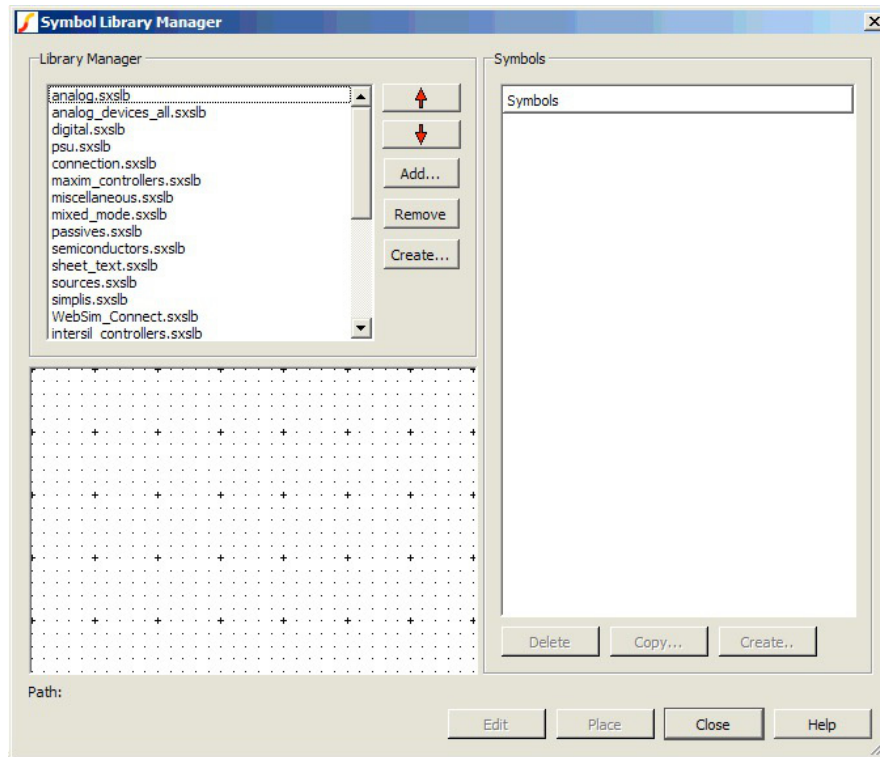 Symbol Library Manager
Library Manager
analog.sxslb
analog_devices_all.sxslb
digital.sxslb
psu.sxslb
connection.sxslb
maxim_controllers.sxslb
miscellaneous.sxslb
mixed_mode.sxslb
passives.sxslb
semiconductors.sxslb
sheet_text.sxslb
sources.sxslb
simplis.sxslb
WebSim_Connect.sxslb
intersil_controllers.sxslb
Add...
Remove
Create...
Symbols
Symbols
Delete Copy... Create..
Path:
Edit Place Close Help